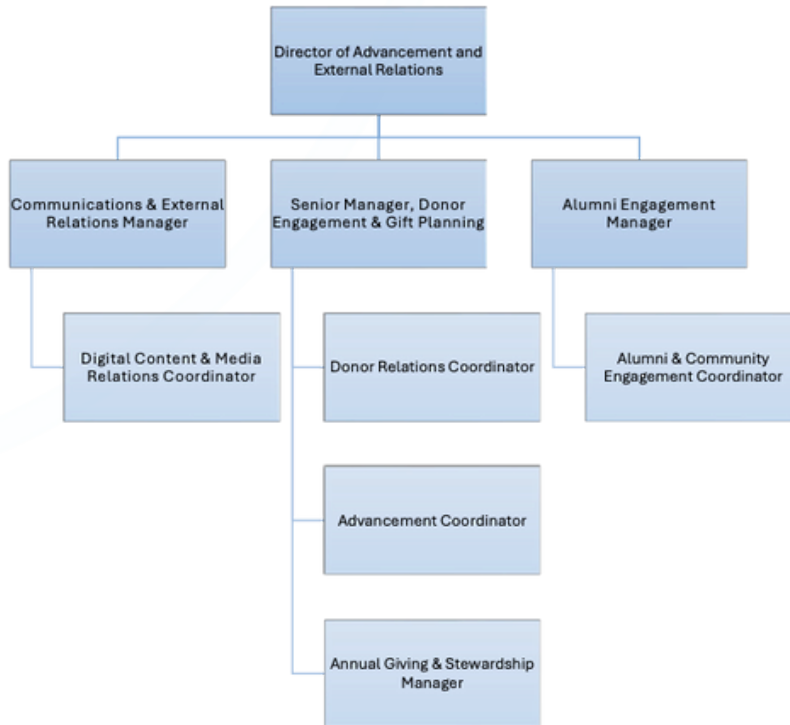 Director of Advancement and
External Relations
Communications & External
Relations Manager
Senior Manager, Donor
Engagement & Gift Planning
Alumni Engagement
Manager
Digital Content & Media
Relations Coordinator
Donor Relations Coordinator
Alumni & Community
Engagement Coordinator
Advancement Coordinator
Annual Giving & Stewardship
Manager